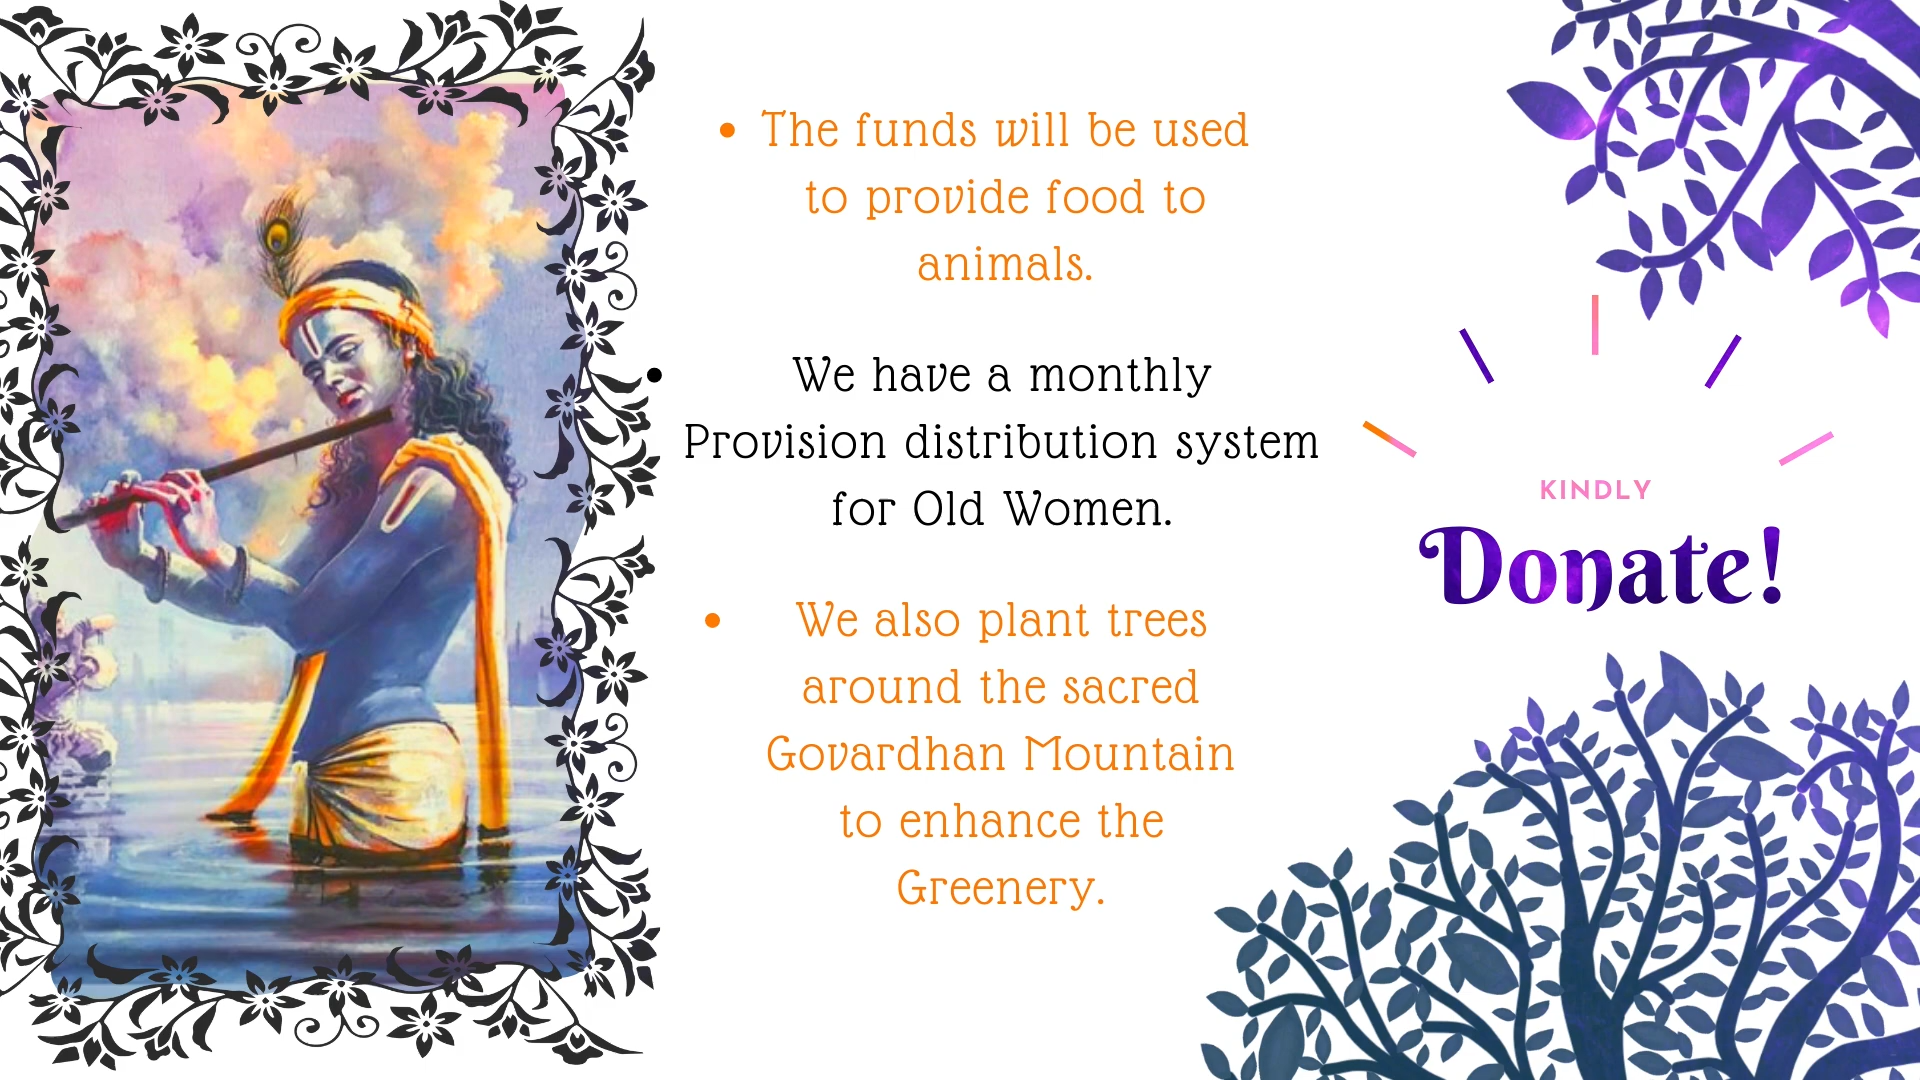 • The funds will be used
to provide food to
animals.
• We have a monthly
Provision distribution system
for Old Women.
• We also plant trees
around the sacred
Govardhan Mountain
to enhance the
Greenery.
KINDLY
Donate!